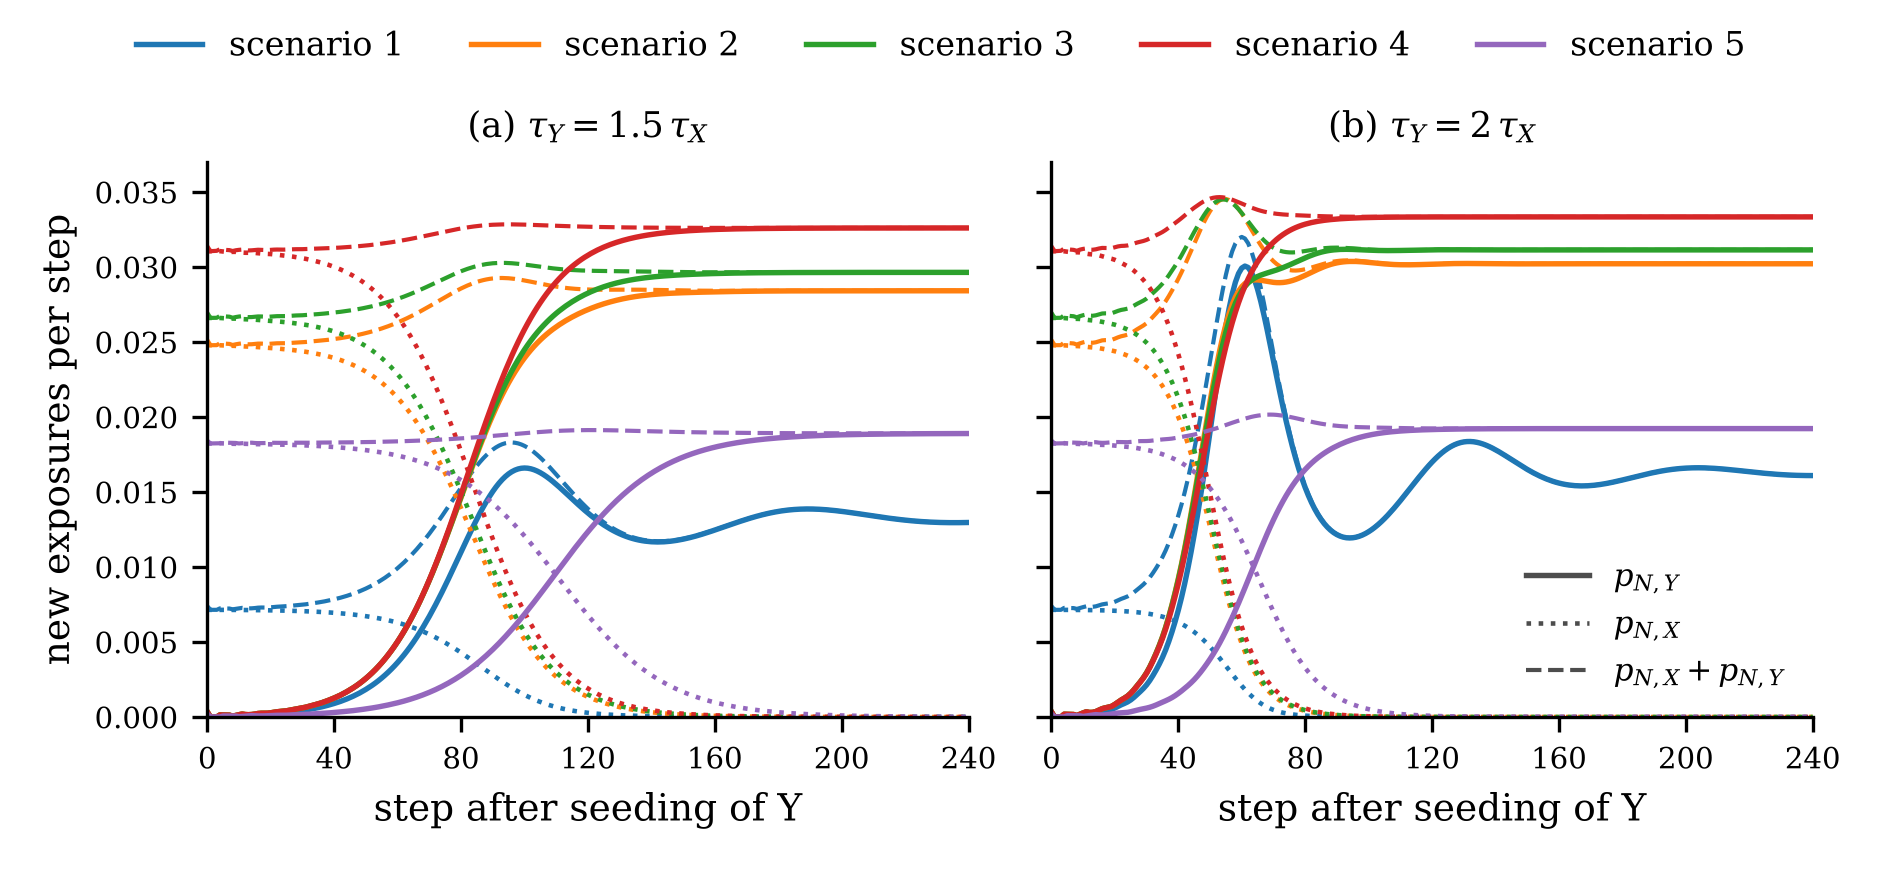 scenario 1 scenario 2 scenario 3 scenario 4 scenario 5
(a) τ_Y = 1.5 τ_X
(b) τ_Y = 2 τ_X
new exposures per step
0.035
0.030
0.025
0.020
0.015
0.010
0.005
0.000
0 40 80 120 160 200 240
step after seeding of Y
p_{N,Y}
p_{N,X}
p_{N,X} + p_{N,Y}
0 40 80 120 160 200 240
step after seeding of Y